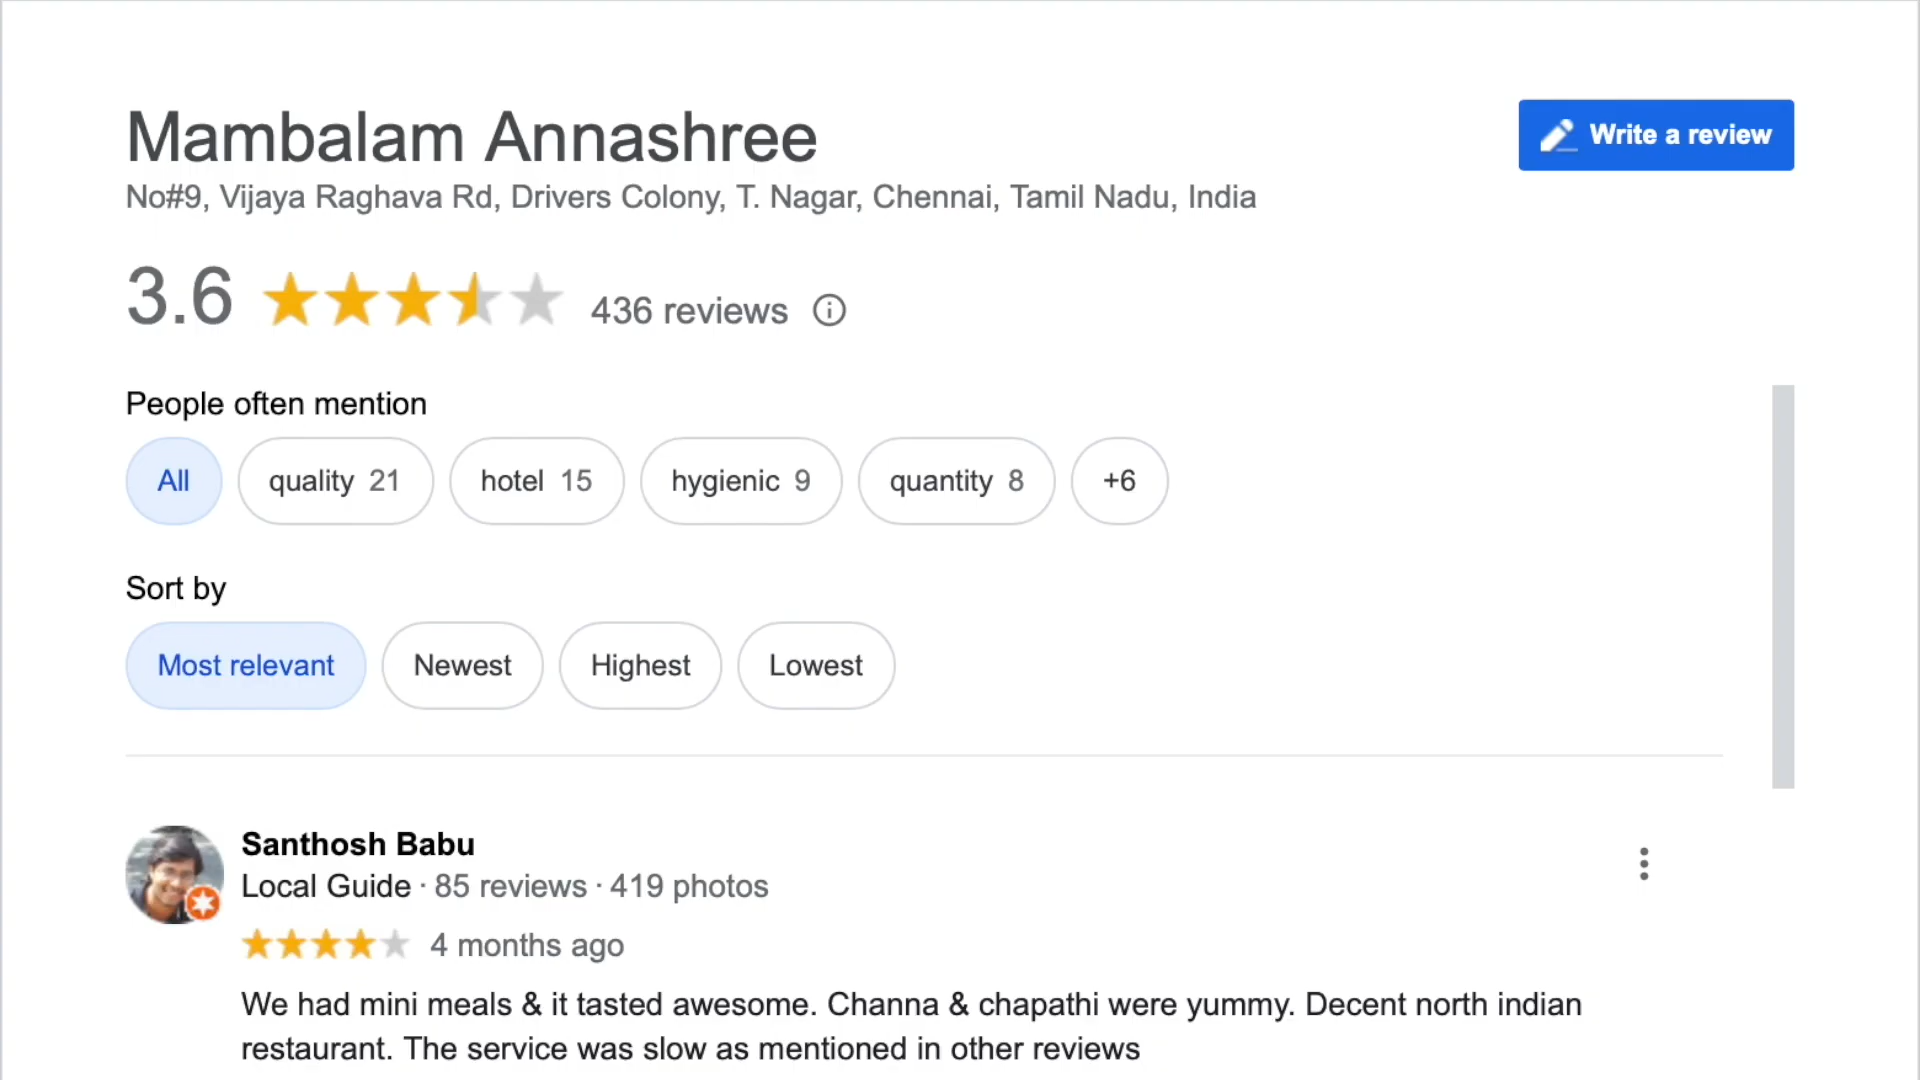 Mambalam Annashree
Write a review
No#9, Vijaya Raghava Rd, Drivers Colony, T. Nagar, Chennai, Tamil Nadu, India
3.6 436 reviews
People often mention
All quality 21 hotel 15 hygienic 9 quantity 8 +6
Sort by
Most relevant Newest Highest Lowest
Santhosh Babu
Local Guide · 85 reviews · 419 photos
4 months ago
We had mini meals & it tasted awesome. Channa & chapathi were yummy. Decent north indian
restaurant. The service was slow as mentioned in other reviews